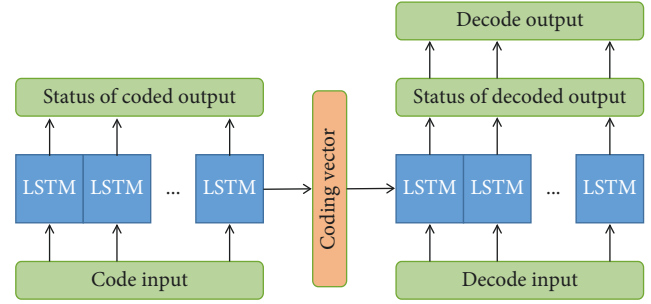 Decode output
Status of coded output
Status of decoded output
LSTM LSTM ... LSTM
Coding vector
LSTM LSTM ... LSTM
Code input
Decode input